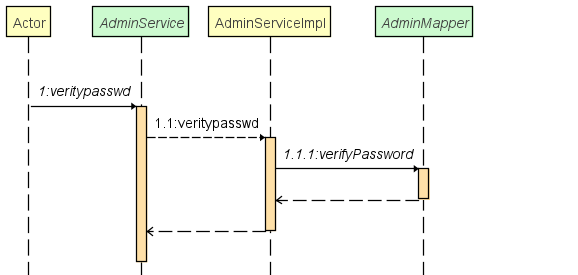 Actor
AdminService
AdminServiceImpl
AdminMapper
1:veritypasswd
1.1:veritypasswd
1.1.1:verifyPassword